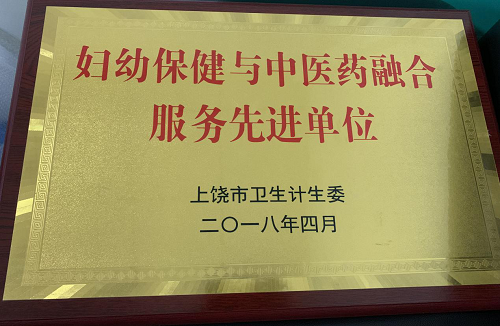 妇幼保健与中医药融合
服务先进单位
上饶市卫生计生委
二〇一八年四月